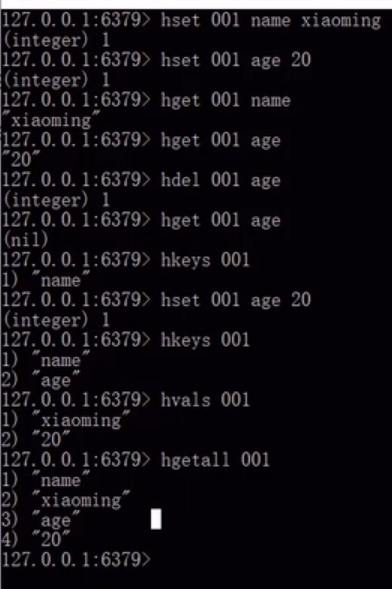 127.0.0.1:6379> hset 001 name xiaoming
(integer) 1
127.0.0.1:6379> hset 001 age 20
(integer) 1
127.0.0.1:6379> hget 001 name
"xiaoming"
127.0.0.1:6379> hget 001 age
"20"
127.0.0.1:6379> hdel 001 age
(integer) 1
127.0.0.1:6379> hget 001 age
(nil)
127.0.0.1:6379> hkeys 001
1) "name"
127.0.0.1:6379> hset 001 age 20
(integer) 1
127.0.0.1:6379> hkeys 001
1) "name"
2) "age"
127.0.0.1:6379> hvals 001
1) "xiaoming"
2) "20"
127.0.0.1:6379> hgetall 001
1) "name"
2) "xiaoming"
3) "age"
4) "20"
127.0.0.1:6379>